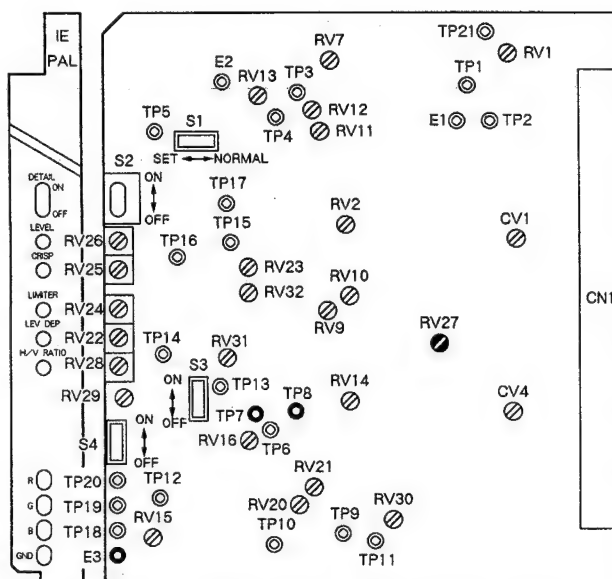 IE
PAL
RV7
TP21
RV1
E2
RV13
TP3
TP1
RV12
TP5
S1
TP4
RV11
E1
TP2
SET
NORMAL
S2
ON
OFF
DETAIL
ON
OFF
TP17
RV2
CV1
LEVEL
RV26
TP15
TP16
CRISP
RV25
RV23
RV32
RV10
CN1
LIMITER
RV24
RV9
LEV DEP
RV22
RV27
H/V RATIO
RV28
TP14
RV31
S3
RV29
ON
OFF
TP13
TP8
RV14
CV4
TP7
S4
ON
OFF
RV16
TP6
R
TP20
TP12
RV21
G
TP19
RV20
RV30
B
TP18
RV15
TP10
TP9
GND
E3
TP11